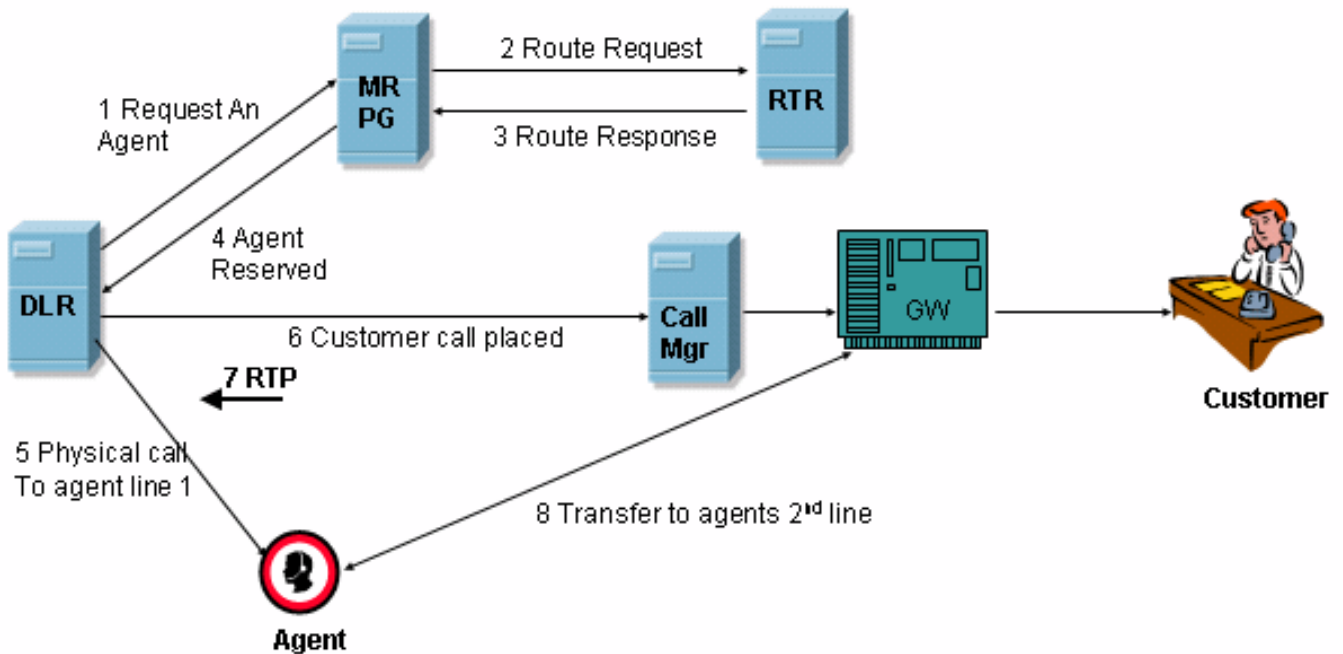 2 Route Request
MR
PG
RTR
1 Request An
Agent
3 Route Response
4 Agent
Reserved
DLR
Call
Mgr
GW
6 Customer call placed
7 RTP
Customer
5 Physical call
To agent line 1
8 Transfer to agents 2nd line
Agent